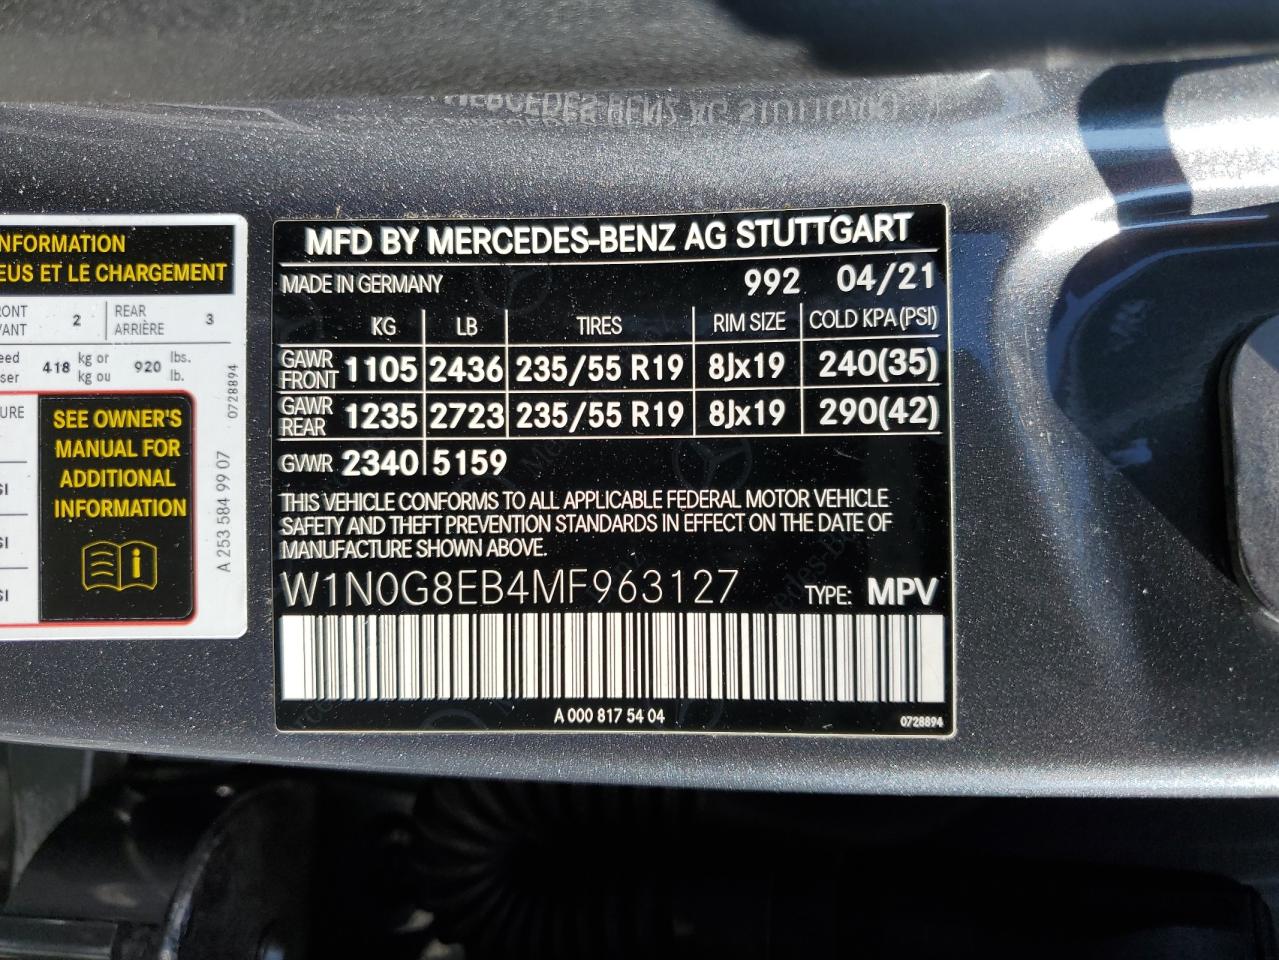 NFORMATION
EUS ET LE CHARGEMENT
2
REAR
ARRIÈRE
3
418
kg or
kg ou
920
lbs.
lb.
SEE OWNER'S
MANUAL FOR
ADDITIONAL
INFORMATION
0728894
A 253 584 99 07
MFD BY MERCEDES-BENZ AG STUTTGART
MADE IN GERMANY 992 04/21
KG LB TIRES RIM SIZE COLD KPA (PSI)
GAWR
FRONT 1105 2436 235/55 R19 8Jx19 240(35)
GAWR
REAR 1235 2723 235/55 R19 8Jx19 290(42)
GVWR 2340 5159
THIS VEHICLE CONFORMS TO ALL APPLICABLE FEDERAL MOTOR VEHICLE
SAFETY AND THEFT PREVENTION STANDARDS IN EFFECT ON THE DATE OF
MANUFACTURE SHOWN ABOVE.
W1N0G8EB4MF963127 TYPE: MPV
A 000 817 54 04
0728894